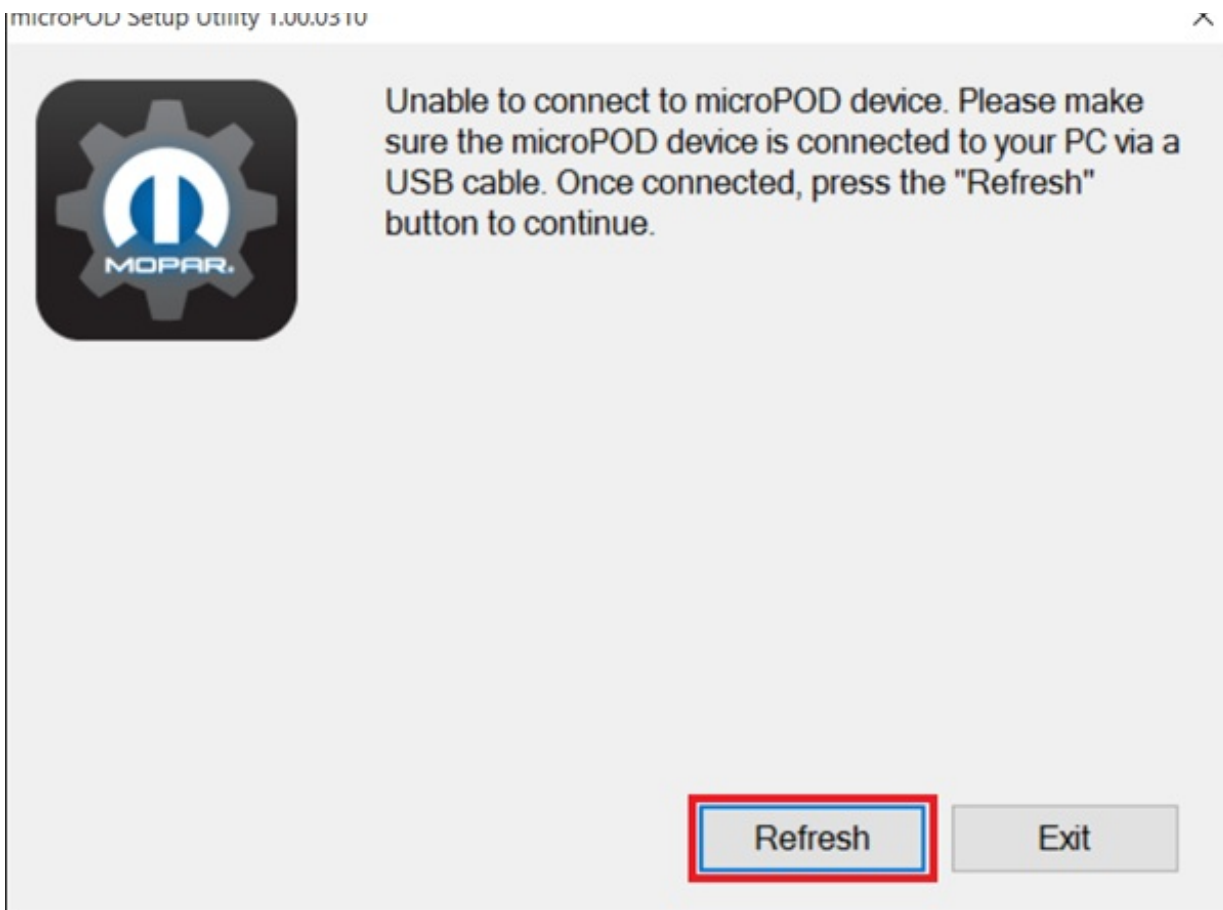 microPOD Setup Utility 1.00.0310
Unable to connect to microPOD device. Please make
sure the microPOD device is connected to your PC via a
USB cable. Once connected, press the "Refresh"
button to continue.
MOPAR.
Refresh
Exit